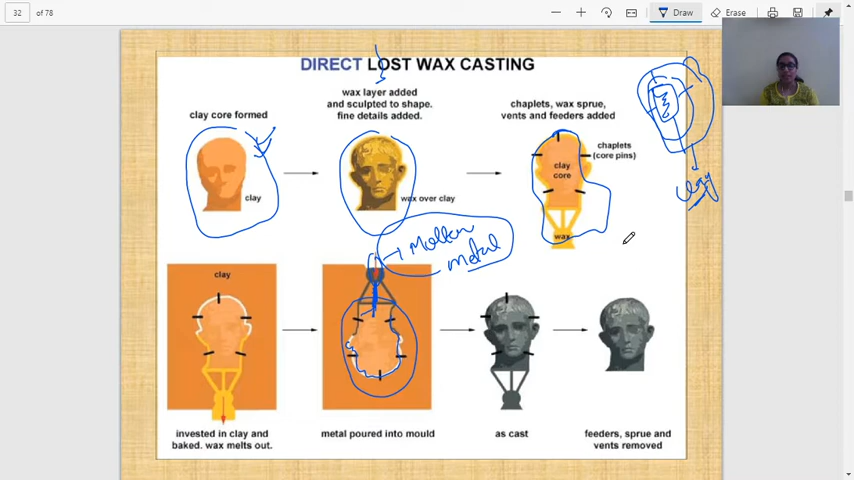 32 of 78
Draw
Erase
DIRECT LOST WAX CASTING
clay core formed
clay
wax layer added
and sculpted to shape.
fine details added.
wax over clay
chaplets, wax sprue,
vents and feeders added
chaplets
(core pins)
clay
core
wax
clay
Molten
metal
clay
invested in clay and
baked. wax melts out.
metal poured into mould
as cast
feeders, sprue and
vents removed